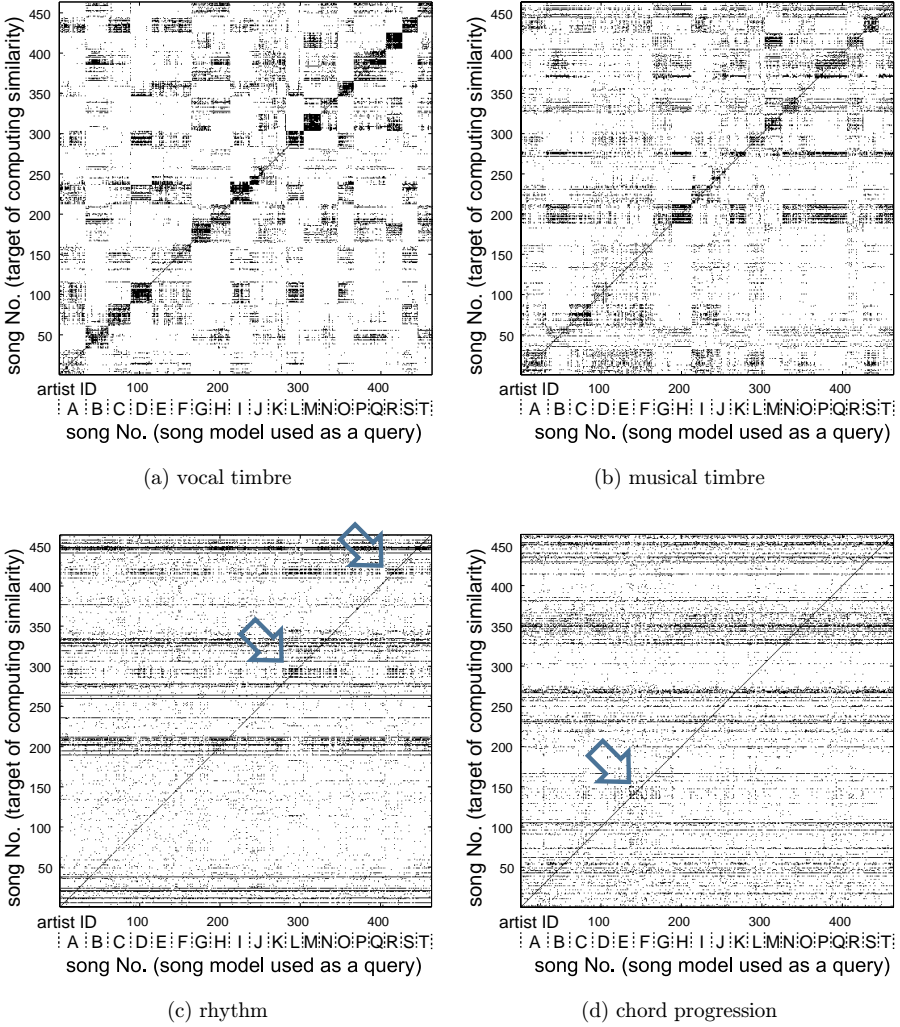 song No. (target of computing similarity)
450
400
350
300
250
200
150
100
50
artist ID 100 200 300 400
A B C D E F G H I J K L M N O P Q R S T
song No. (song model used as a query)
(a) vocal timbre
song No. (target of computing similarity)
450
400
350
300
250
200
150
100
50
artist ID 100 200 300 400
A B C D E F G H I J K L M N O P Q R S T
song No. (song model used as a query)
(b) musical timbre
song No. (target of computing similarity)
450
400
350
300
250
200
150
100
50
artist ID 100 200 300 400
A B C D E F G H I J K L M N O P Q R S T
song No. (song model used as a query)
(c) rhythm
song No. (target of computing similarity)
450
400
350
300
250
200
150
100
50
artist ID 100 200 300 400
A B C D E F G H I J K L M N O P Q R S T
song No. (song model used as a query)
(d) chord progression